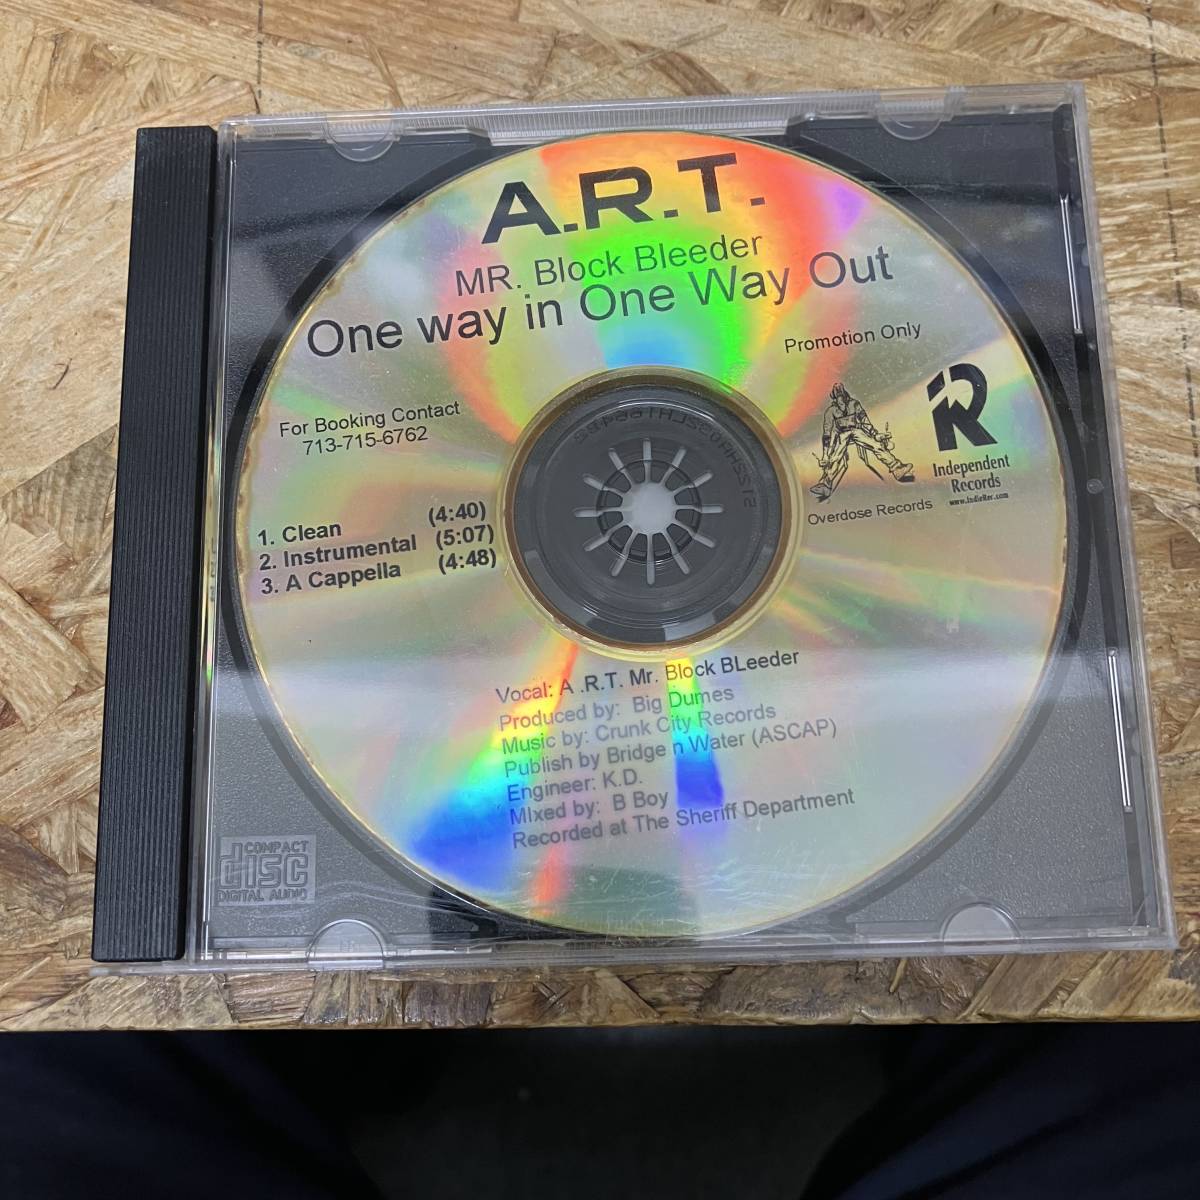 A.R.T.
MR. Block Bleeder
One way in One Way Out
Promotion Only
For Booking Contact
713-715-6762
1. Clean (4:40)
2. Instrumental (5:07)
3. A Cappella (4:48)
Overdose Records
Independent
Records
www.IndieRec.com
Vocal: A .R.T. Mr. Block BLeeder
Produced by: Big Dumes
Music by: Crunk City Records
Publish by Bridge n Water (ASCAP)
Engineer: K.D.
MIxed by: B Boy
Recorded at The Sheriff Department
COMPACT
disc
DIGITAL AUDIO